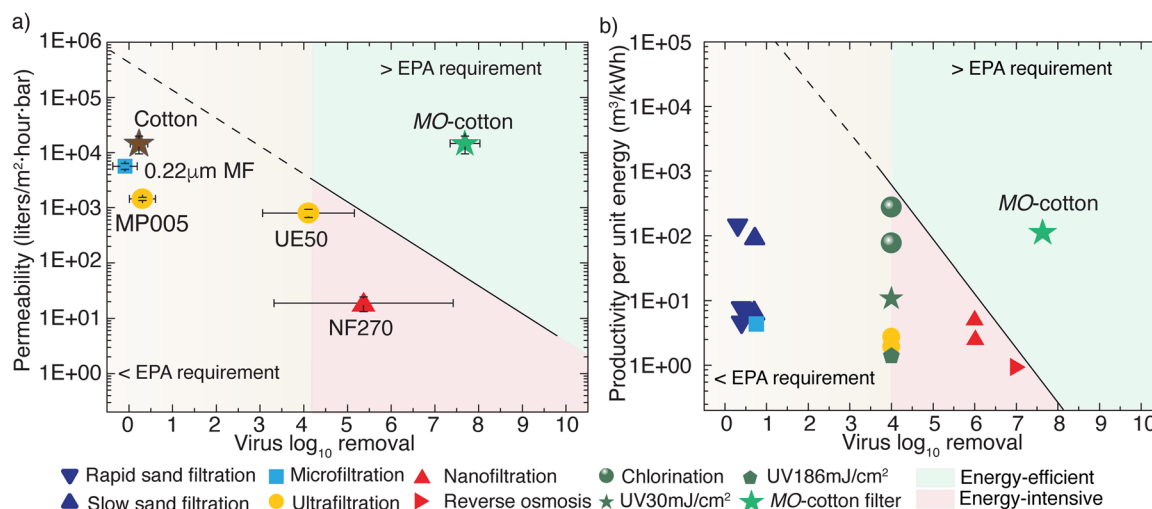 a)
Permeability (liters/m²·hour·bar)
1E+06
1E+05
1E+04
1E+03
1E+02
1E+01
1E+00
> EPA requirement
Cotton
MO-cotton
0.22μm MF
MP005
UE50
NF270
< EPA requirement
0 1 2 3 4 5 6 7 8 9 10
Virus log₁₀ removal
b)
Productivity per unit energy (m³/kWh)
1E+05
1E+04
1E+03
1E+02
1E+01
1E+00
> EPA requirement
MO-cotton
< EPA requirement
0 1 2 3 4 5 6 7 8 9 10
Virus log₁₀ removal
Rapid sand filtration Microfiltration Nanofiltration Chlorination UV186mJ/cm² Energy-efficient
Slow sand filtration Ultrafiltration Reverse osmosis UV30mJ/cm² MO-cotton filter Energy-intensive